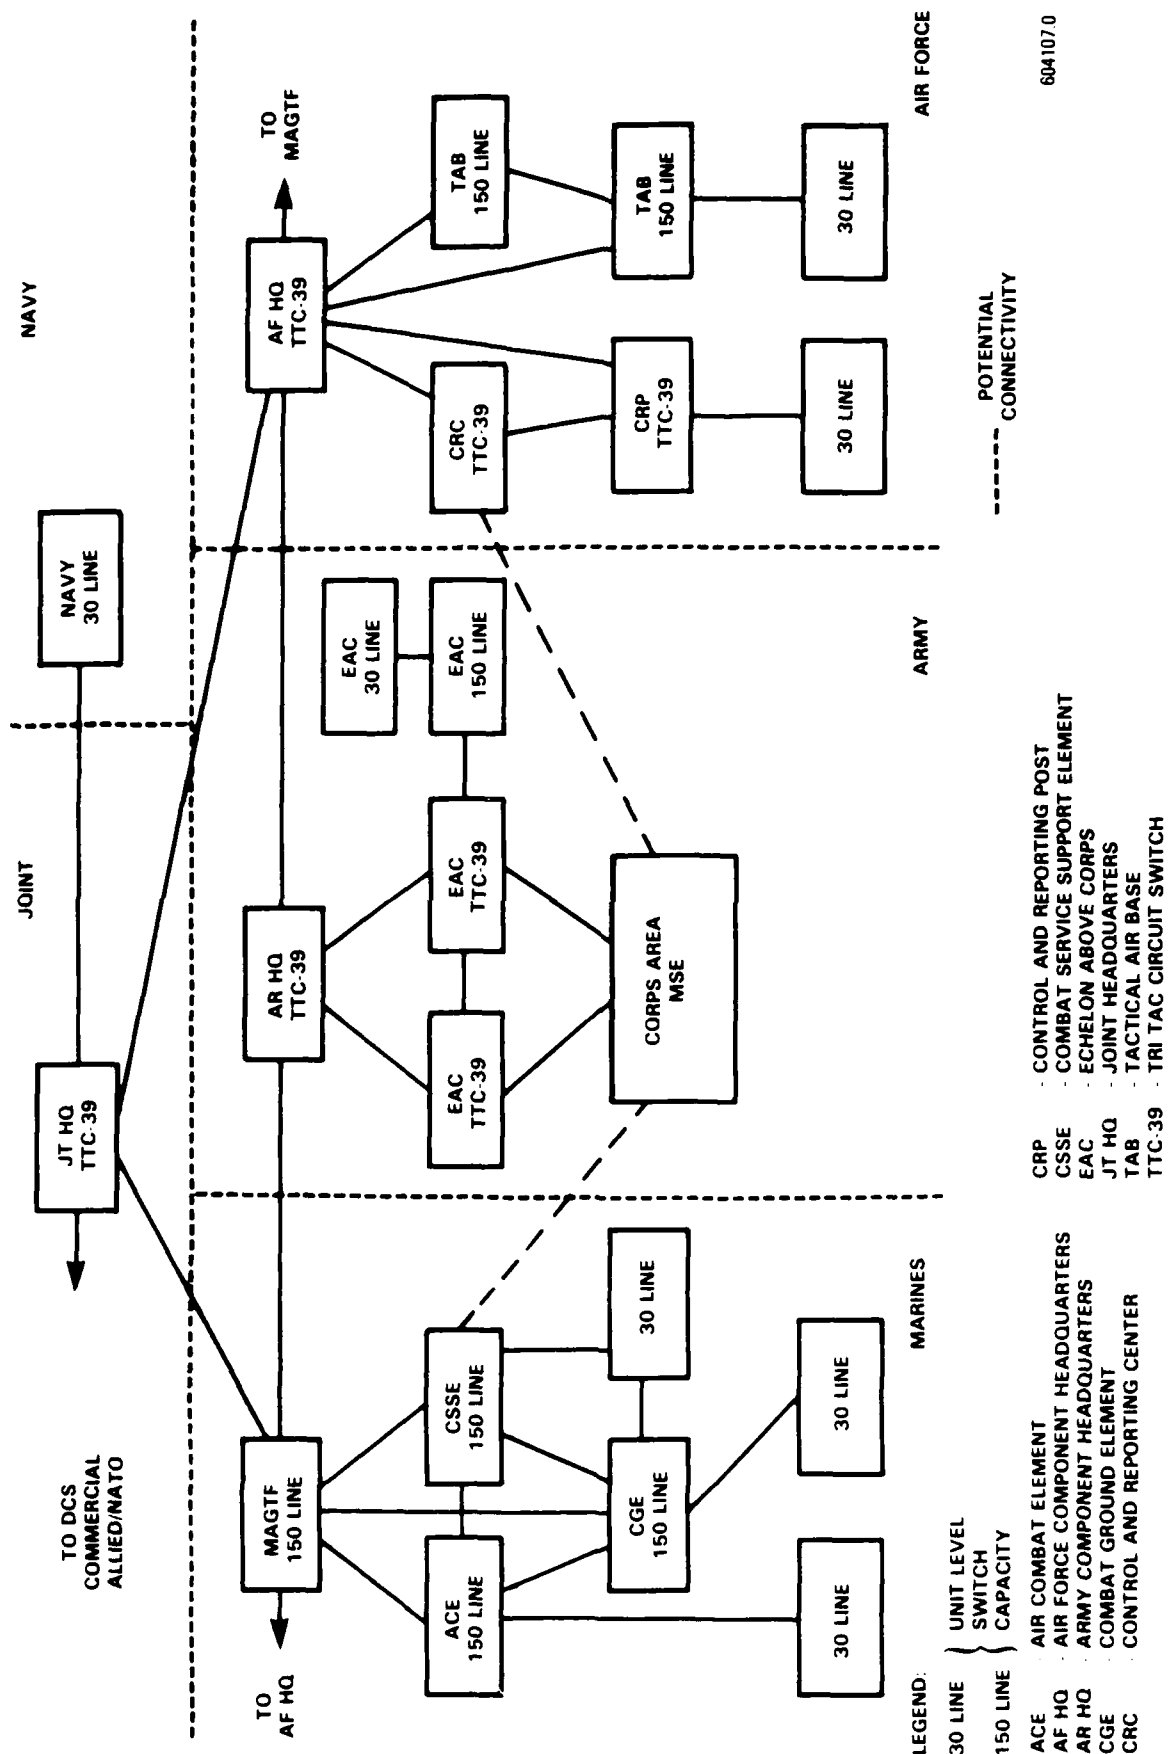 JOINT
NAVY
TO DCS
COMMERCIAL
ALLIED/NATO
JT HQ
TTC-39
NAVY
30 LINE
TO
AF HQ
MAGTF
150 LINE
AR HQ
TTC-39
AF HQ
TTC-39
TO
MAGTF
ACE
150 LINE
CSSE
150 LINE
EAC
TTC-39
EAC
TTC-39
EAC
30 LINE
EAC
150 LINE
CRC
TTC-39
TAB
150 LINE
CGE
150 LINE
30 LINE
CORPS AREA
MSE
CRP
TTC-39
TAB
150 LINE
30 LINE
30 LINE
30 LINE
30 LINE
MARINES
ARMY
AIR FORCE
LEGEND:
30 LINE
150 LINE
UNIT LEVEL
SWITCH
CAPACITY
------ POTENTIAL
CONNECTIVITY
ACE - AIR COMBAT ELEMENT
AF HQ - AIR FORCE COMPONENT HEADQUARTERS
AR HQ - ARMY COMPONENT HEADQUARTERS
CGE - COMBAT GROUND ELEMENT
CRC - CONTROL AND REPORTING CENTER
CRP - CONTROL AND REPORTING POST
CSSE - COMBAT SERVICE SUPPORT ELEMENT
EAC - ECHELON ABOVE CORPS
JT HQ - JOINT HEADQUARTERS
TAB - TACTICAL AIR BASE
TTC-39 - TRI TAC CIRCUIT SWITCH
604107.0